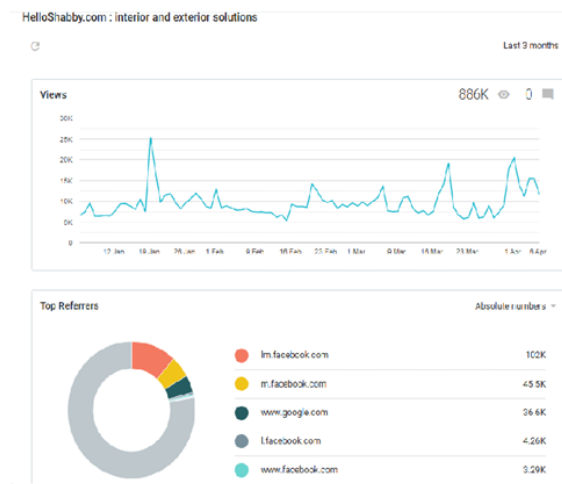 HelloShabby.com : interior and exterior solutions
Last 3 months
Views
886K 0
30K
25K
20K
15K
10K
5K
0
12 Jan 19 Jan 26 Jan 1 Feb 9 Feb 16 Feb 23 Feb 1 Mar 9 Mar 16 Mar 23 Mar 1 Apr 6 Apr
Top Referrers
Absolute numbers
lm.facebook.com 102K
m.facebook.com 45.5K
www.google.com 36.6K
l.facebook.com 4.26K
www.facebook.com 3.29K